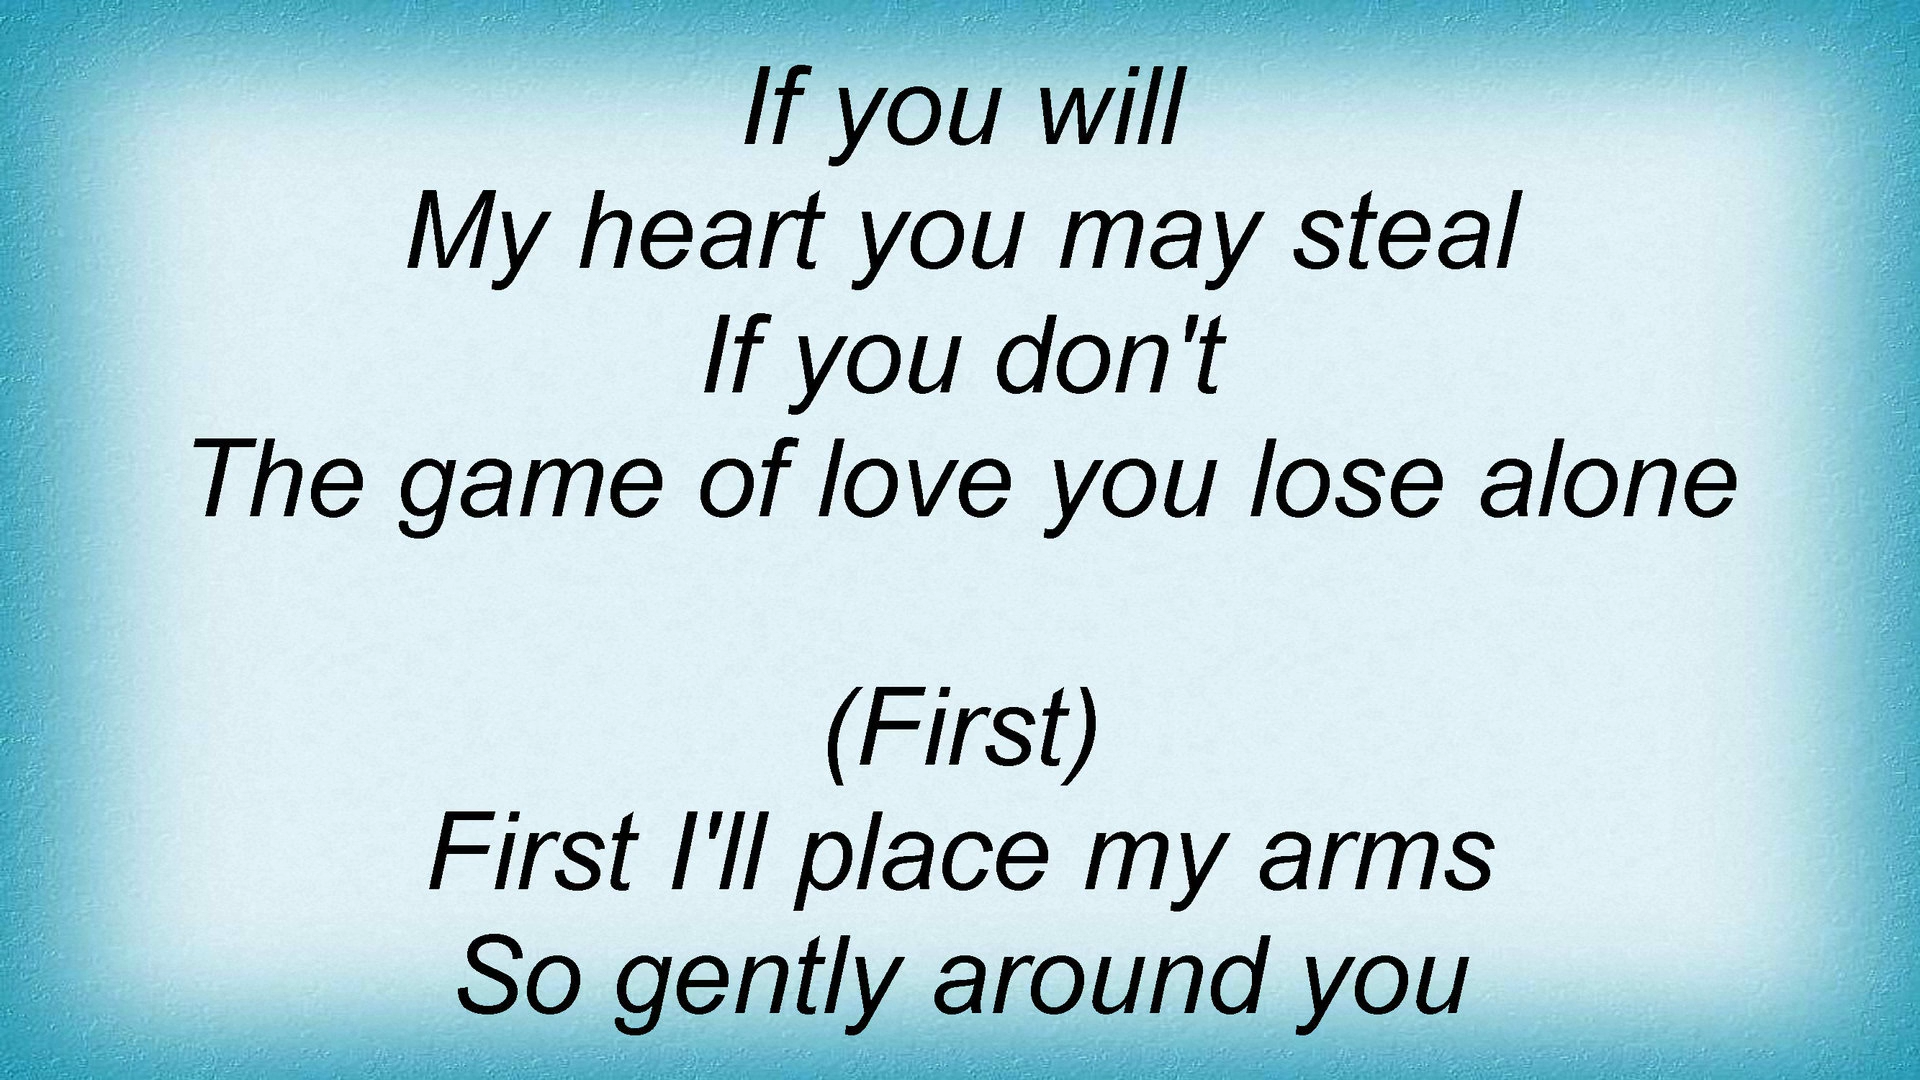 If you will
My heart you may steal
If you don't
The game of love you lose alone
(First)
First I'll place my arms
So gently around you